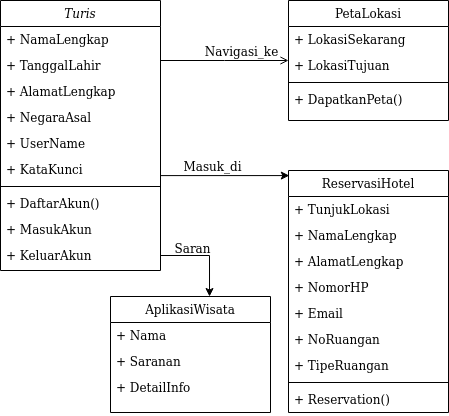 Turis
+ NamaLengkap
+ TanggalLahir
+ AlamatLengkap
+ NegaraAsal
+ UserName
+ KataKunci
+ DaftarAkun()
+ MasukAkun
+ KeluarAkun
Navigasi_ke
PetaLokasi
+ LokasiSekarang
+ LokasiTujuan
+ DapatkanPeta()
Masuk_di
ReservasiHotel
+ TunjukLokasi
+ NamaLengkap
+ AlamatLengkap
+ NomorHP
+ Email
+ NoRuangan
+ TipeRuangan
+ Reservation()
Saran
AplikasiWisata
+ Nama
+ Saranan
+ DetailInfo